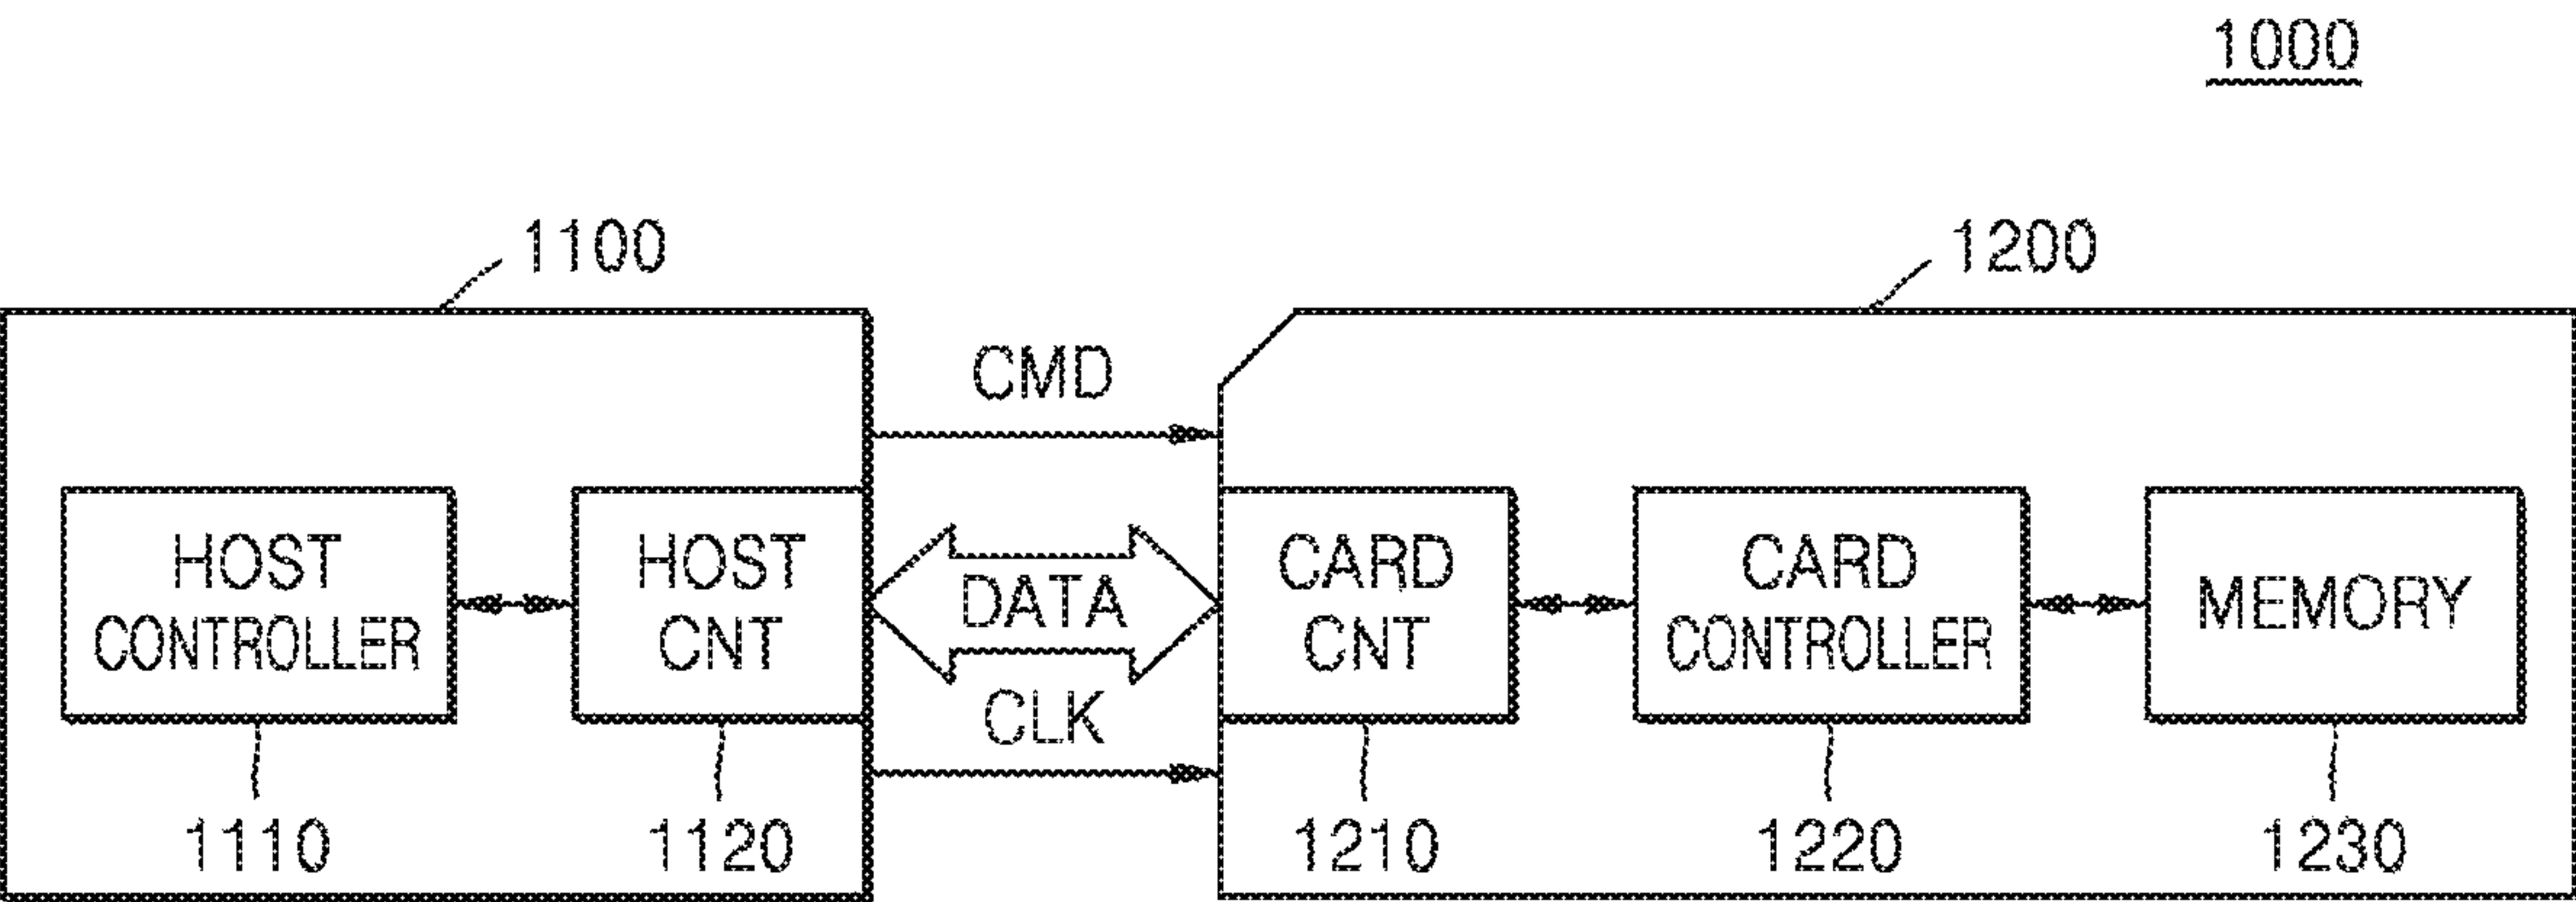 1000
1100
1200
CMD
HOST
CONTROLLER
HOST
CNT
DATA
CARD
CNT
CARD
CONTROLLER
MEMORY
CLK
1110
1120
1210
1220
1230